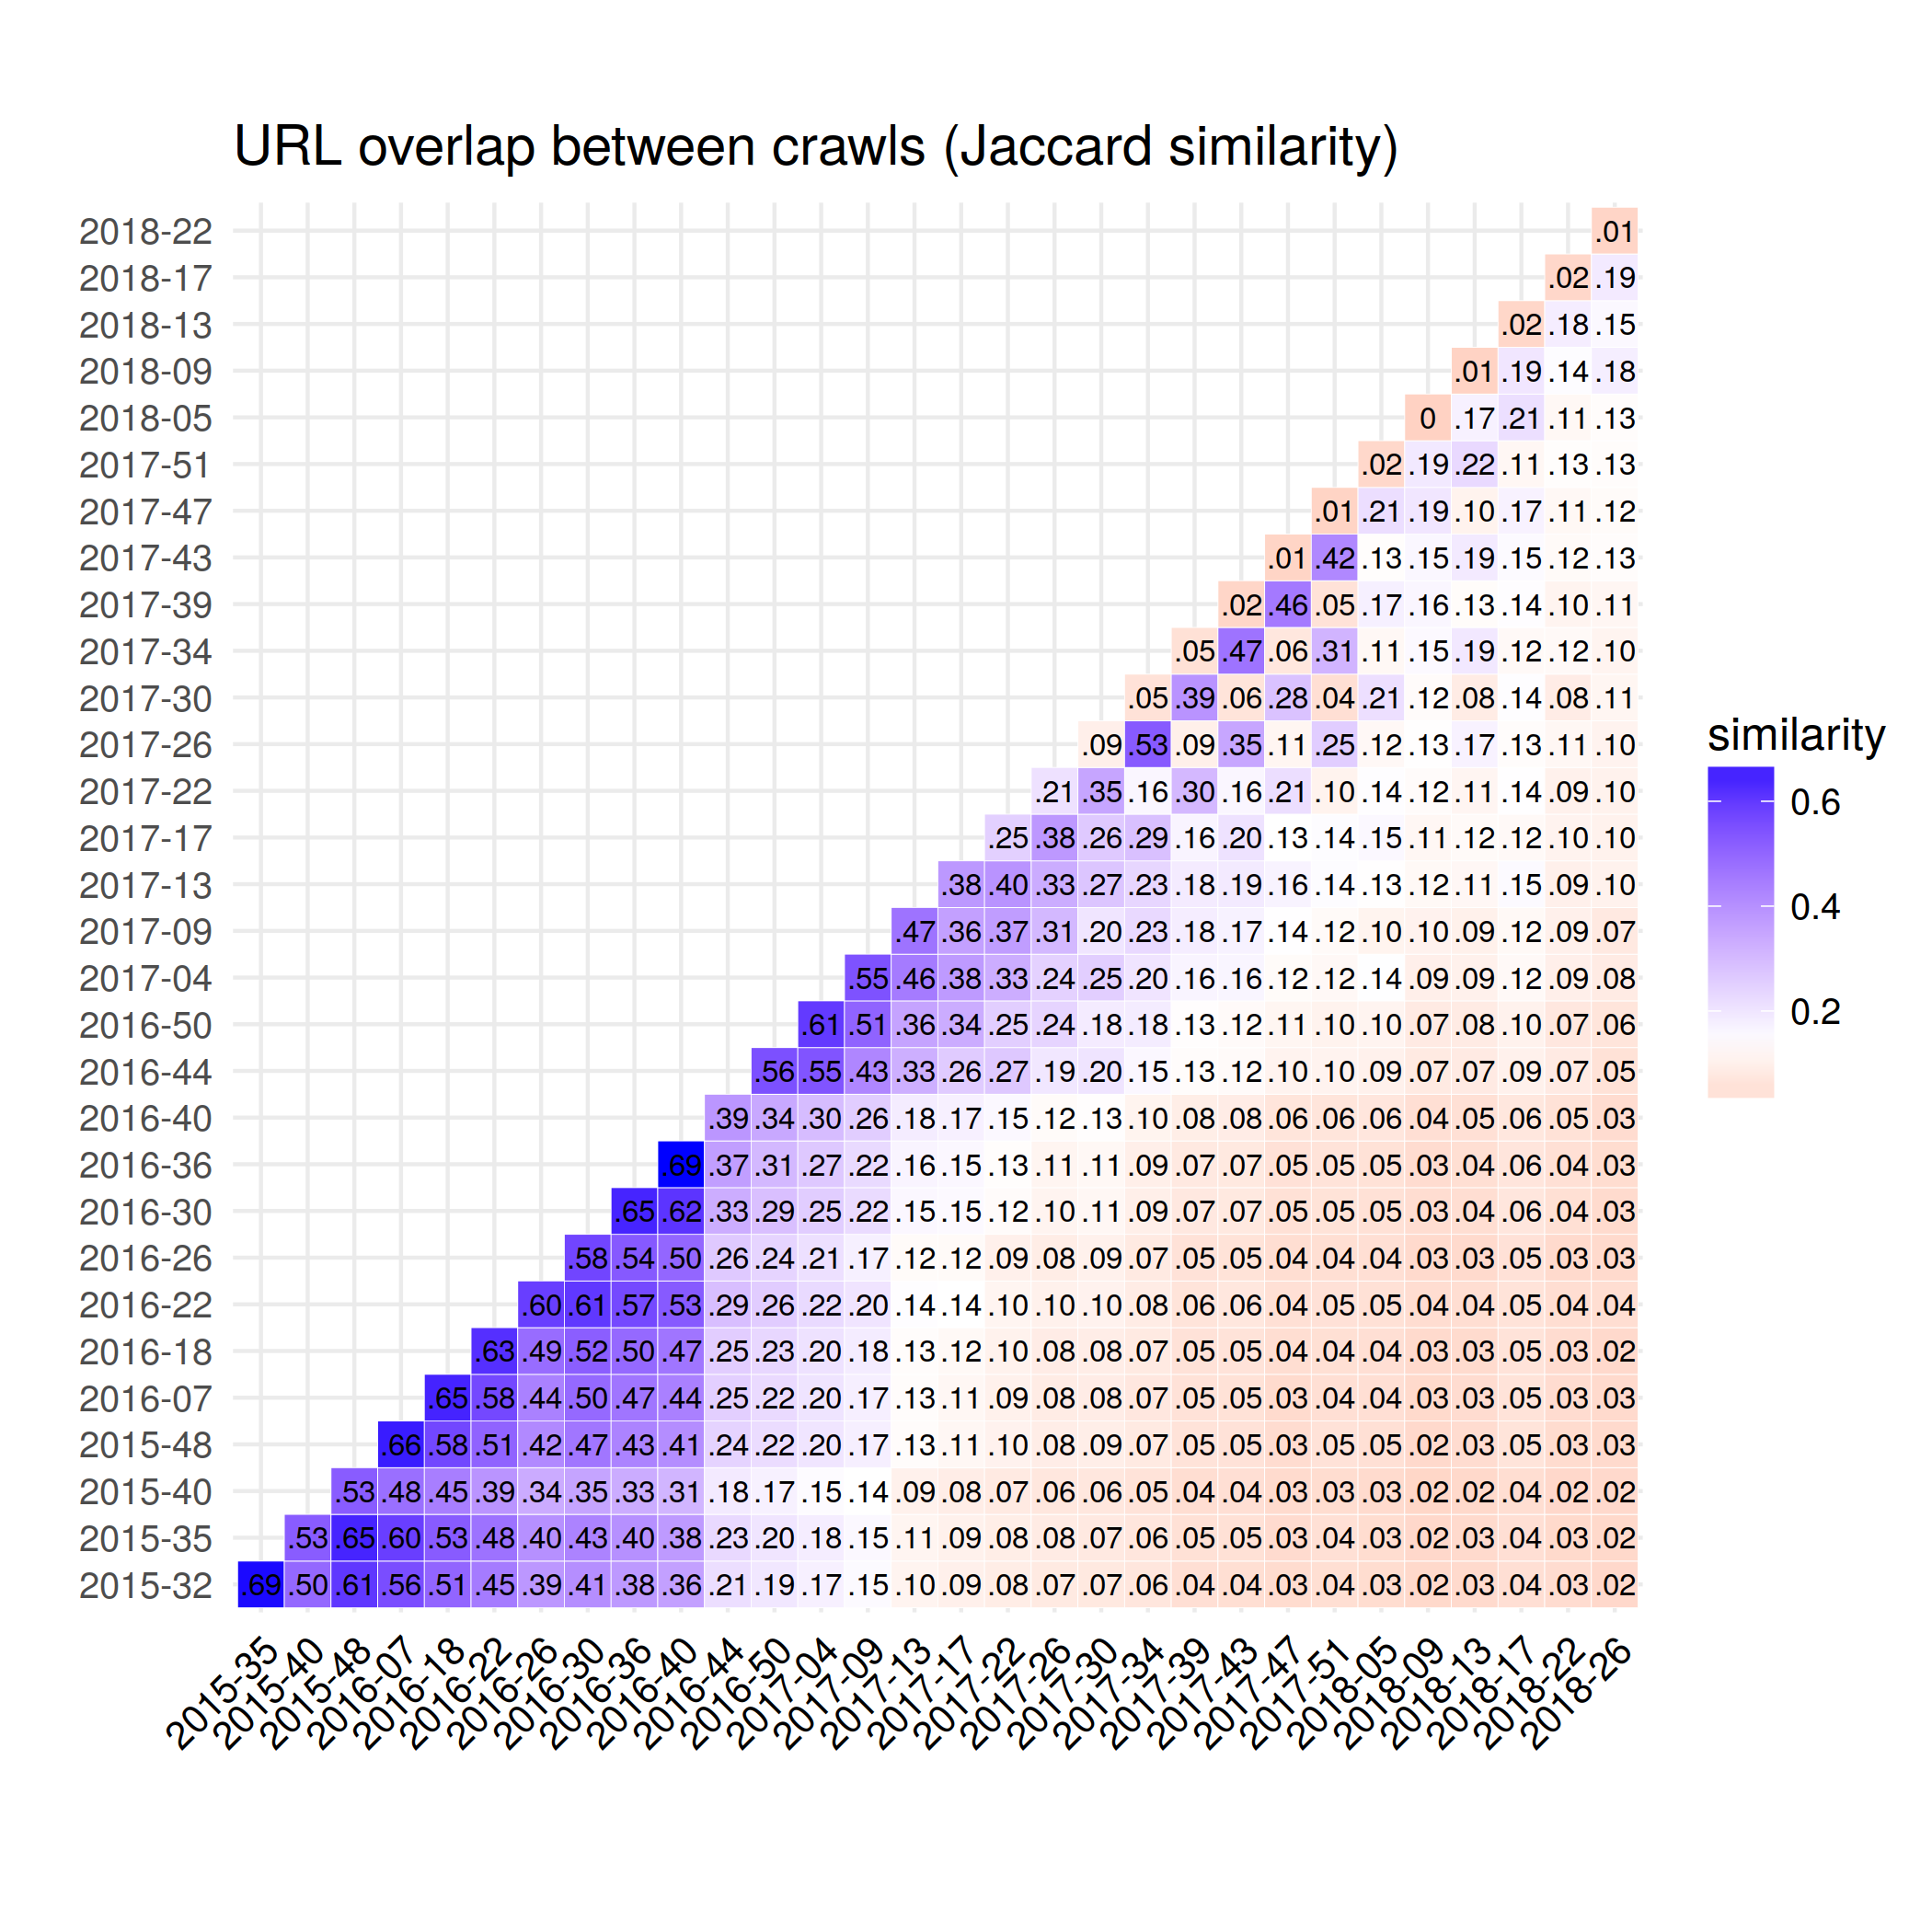 URL overlap between crawls (Jaccard similarity)
2018-22 .01
2018-17 .02 .19
2018-13 .02 .18 .15
2018-09 .01 .19 .14 .18
2018-05 0 .17 .21 .11 .13
2017-51 .02 .19 .22 .11 .13 .13
2017-47 .01 .21 .19 .10 .17 .11 .12
2017-43 .01 .42 .13 .15 .19 .15 .12 .13
2017-39 .02 .46 .05 .17 .16 .13 .14 .10 .11
2017-34 .05 .47 .06 .31 .11 .15 .19 .12 .12 .10
2017-30 .05 .39 .06 .28 .04 .21 .12 .08 .14 .08 .11
2017-26 .09 .53 .09 .35 .11 .25 .12 .13 .17 .13 .11 .10
2017-22 .21 .35 .16 .30 .16 .21 .10 .14 .12 .11 .14 .09 .10
2017-17 .25 .38 .26 .29 .16 .20 .13 .14 .15 .11 .12 .12 .10 .10
2017-13 .38 .40 .33 .27 .23 .18 .19 .16 .14 .13 .12 .11 .15 .09 .10
2017-09 .47 .36 .37 .31 .20 .23 .18 .17 .14 .12 .10 .10 .09 .12 .09 .07
2017-04 .55 .46 .38 .33 .24 .25 .20 .16 .16 .12 .12 .14 .09 .09 .12 .09 .08
2016-50 .61 .51 .36 .34 .25 .24 .18 .18 .13 .12 .11 .10 .10 .07 .08 .10 .07 .06
2016-44 .56 .55 .43 .33 .26 .27 .19 .20 .15 .13 .12 .10 .10 .09 .07 .07 .09 .07 .05
2016-40 .39 .34 .30 .26 .18 .17 .15 .12 .13 .10 .08 .08 .06 .06 .06 .04 .05 .06 .05 .03
2016-36 .69 .37 .31 .27 .22 .16 .15 .13 .11 .11 .09 .07 .07 .05 .05 .05 .03 .04 .06 .04 .03
2016-30 .65 .62 .33 .29 .25 .22 .15 .15 .12 .10 .11 .09 .07 .07 .05 .05 .05 .03 .04 .06 .04 .03
2016-26 .58 .54 .50 .26 .24 .21 .17 .12 .12 .09 .08 .09 .07 .05 .05 .04 .04 .04 .03 .03 .05 .03 .03
2016-22 .60 .61 .57 .53 .29 .26 .22 .20 .14 .14 .10 .10 .10 .08 .06 .06 .04 .05 .05 .04 .04 .05 .04 .04
2016-18 .63 .49 .52 .50 .47 .25 .23 .20 .18 .13 .12 .10 .08 .08 .07 .05 .05 .04 .04 .04 .03 .03 .05 .03 .02
2016-07 .65 .58 .44 .50 .47 .44 .25 .22 .20 .17 .13 .11 .09 .08 .08 .07 .05 .05 .03 .04 .04 .03 .03 .05 .03 .03
2015-48 .66 .58 .51 .42 .47 .43 .41 .24 .22 .20 .17 .13 .11 .10 .08 .09 .07 .05 .05 .03 .05 .05 .02 .03 .05 .03 .03
2015-40 .53 .48 .45 .39 .34 .35 .33 .31 .18 .17 .15 .14 .09 .08 .07 .06 .06 .05 .04 .04 .03 .03 .03 .02 .02 .04 .02 .02
2015-35 .53 .65 .60 .53 .48 .40 .43 .40 .38 .23 .20 .18 .15 .11 .09 .08 .08 .07 .06 .05 .05 .03 .04 .03 .02 .03 .04 .03 .02
2015-32 .69 .50 .61 .56 .51 .45 .39 .41 .38 .36 .21 .19 .17 .15 .10 .09 .08 .07 .07 .06 .04 .04 .03 .04 .03 .02 .03 .04 .03 .02
2015-35 2015-40 2015-48 2016-07 2016-18 2016-22 2016-26 2016-30 2016-36 2016-40 2016-44 2016-50 2017-04 2017-09 2017-13 2017-17 2017-22 2017-26 2017-30 2017-34 2017-39 2017-43 2017-47 2017-51 2018-05 2018-09 2018-13 2018-17 2018-22 2018-26
similarity
0.6
0.4
0.2